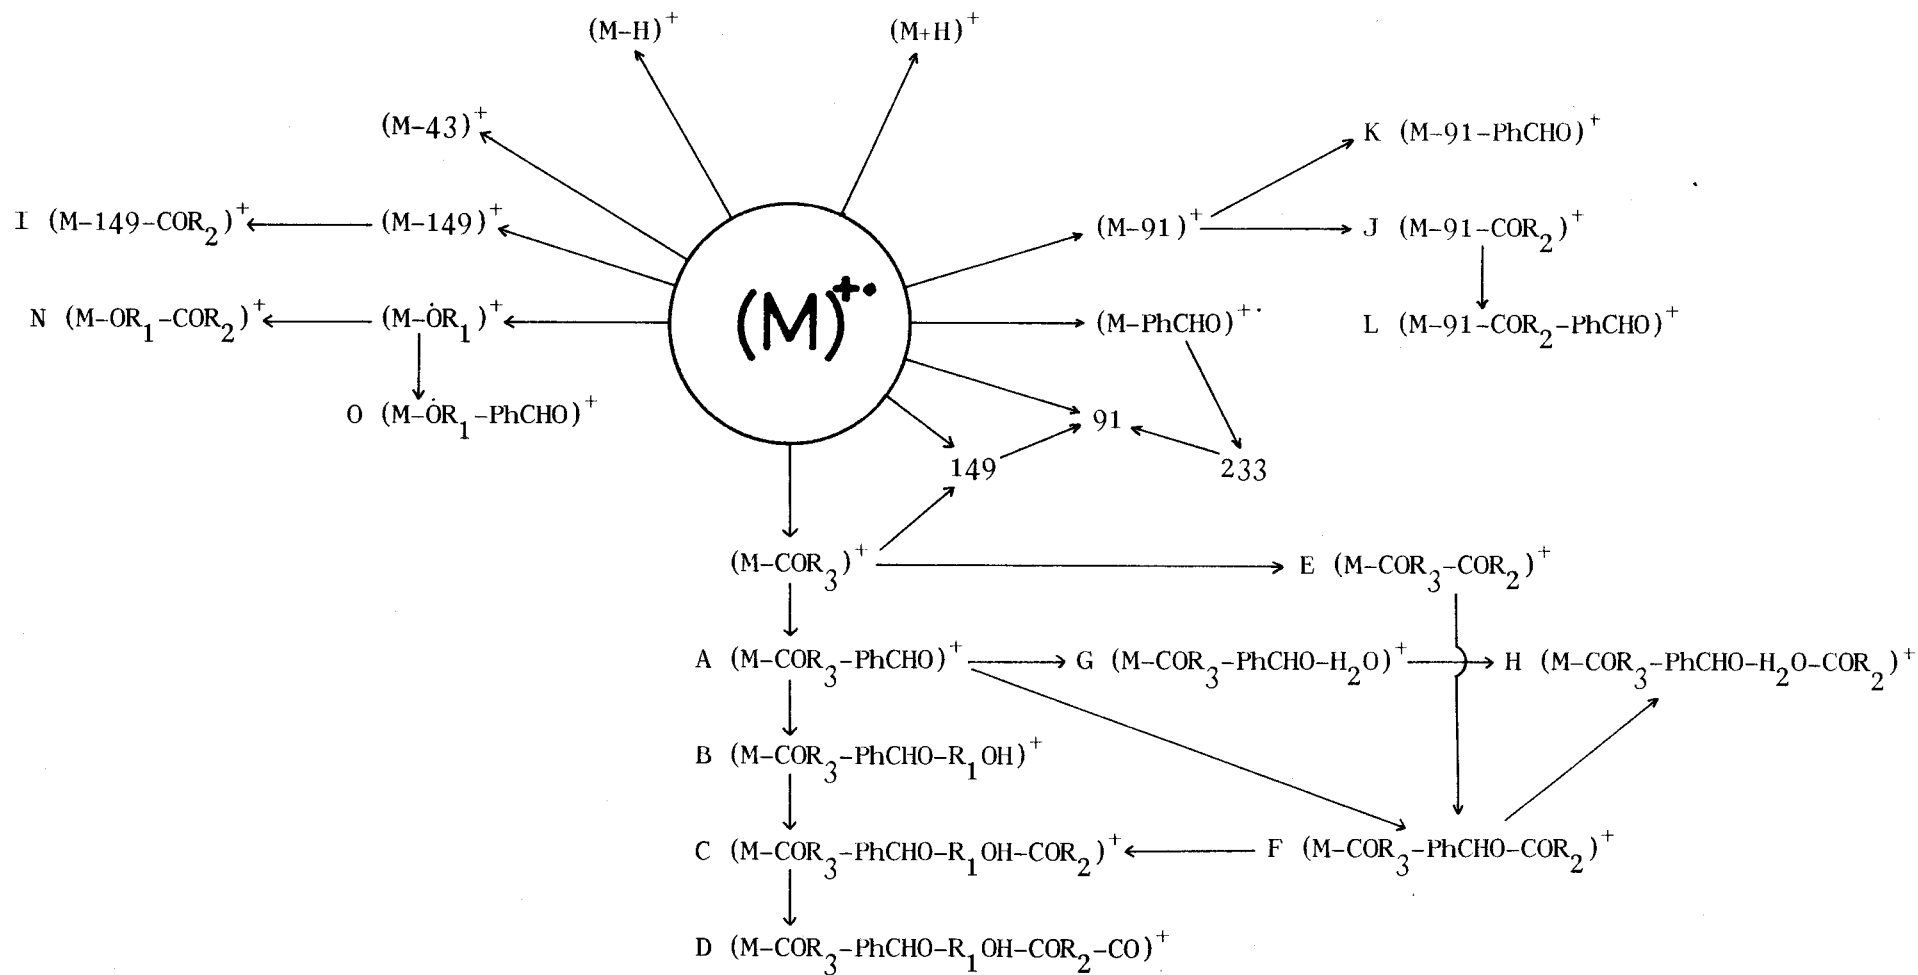 (M-H)⁺ (M+H)⁺
(M-43)⁺ K (M-91-PhCHO)⁺
I (M-149-COR₂)⁺ (M-149)⁺ (M-91)⁺ J (M-91-COR₂)⁺
N (M-OR₁-COR₂)⁺ (M-ȮR₁)⁺ (M)⁺· (M-PhCHO)⁺· L (M-91-COR₂-PhCHO)⁺
O (M-ȮR₁-PhCHO)⁺ 91
149 233
(M-COR₃)⁺ E (M-COR₃-COR₂)⁺
A (M-COR₃-PhCHO)⁺ G (M-COR₃-PhCHO-H₂O)⁺ H (M-COR₃-PhCHO-H₂O-COR₂)⁺
B (M-COR₃-PhCHO-R₁OH)⁺
C (M-COR₃-PhCHO-R₁OH-COR₂)⁺ F (M-COR₃-PhCHO-COR₂)⁺
D (M-COR₃-PhCHO-R₁OH-COR₂-CO)⁺